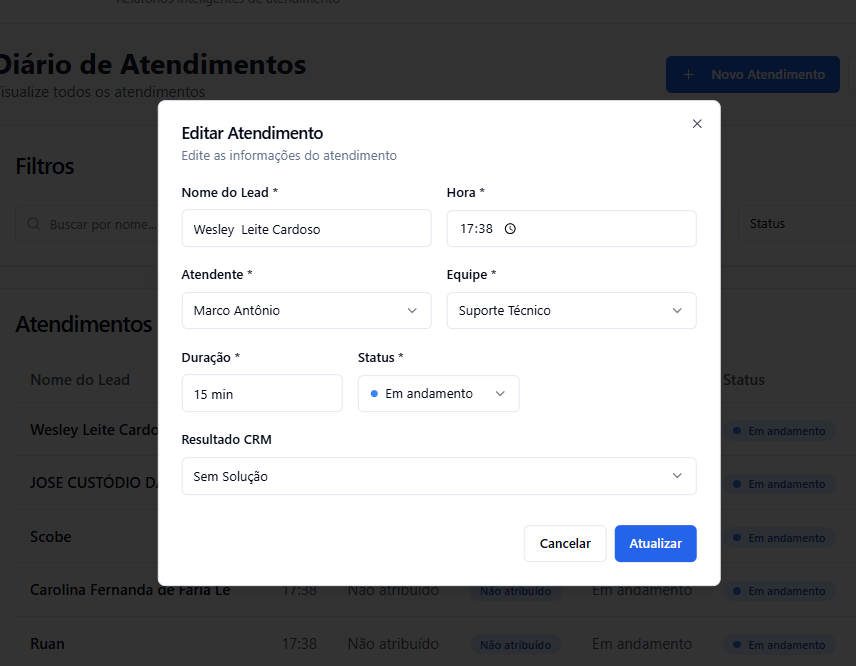 Relatórios inteligentes de atendimento
Diário de Atendimentos
Visualize todos os atendimentos
+ Novo Atendimento
Filtros
Buscar por nome...
Status
Editar Atendimento
Edite as informações do atendimento
Nome do Lead *
Hora *
Wesley  Leite Cardoso
17:38
Atendente *
Equipe *
Marco Antônio
Suporte Técnico
Duração *
Status *
15 min
Em andamento
Resultado CRM
Sem Solução
Cancelar
Atualizar
Atendimentos
Nome do Lead
Status
Wesley Leite Cardo
Em andamento
JOSE CUSTÓDIO DA
Em andamento
Scobe
Em andamento
Carolina Fernanda de Faria Le
17:38
Não atribuído
Não atribuído
Em andamento
Em andamento
Ruan
17:38
Não atribuído
Não atribuído
Em andamento
Em andamento